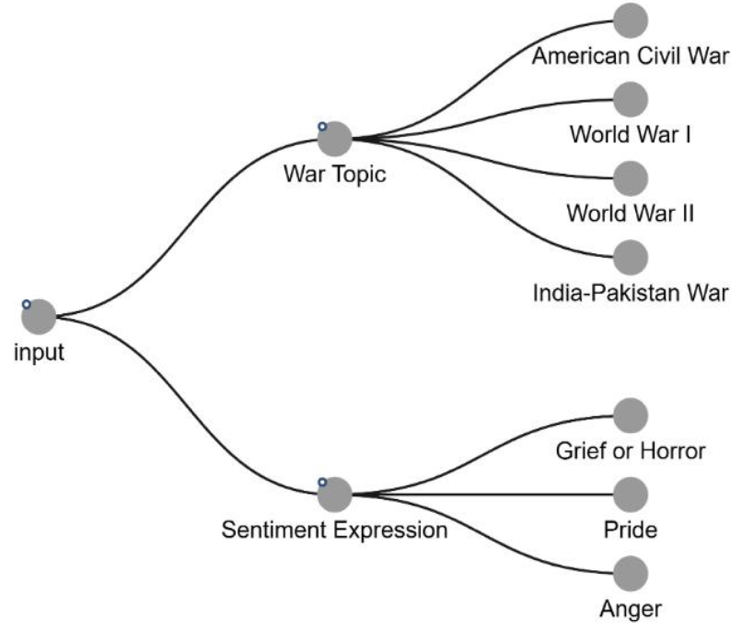 American Civil War
World War I
War Topic
World War II
India-Pakistan War
input
Grief or Horror
Sentiment Expression
Pride
Anger